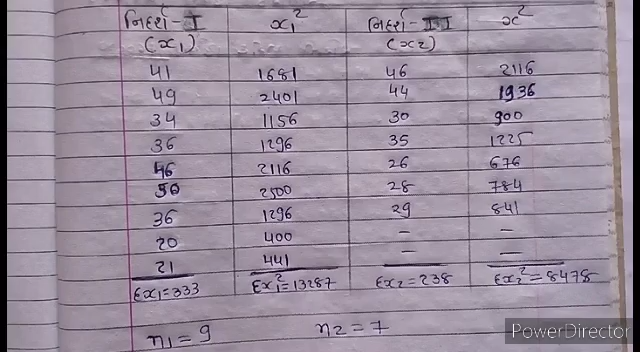 નિદર્શ-I x₁² નિદર્શ-II x²
(x₁) (x₂)
41 1681 46 2116
49 2401 44 1936
34 1156 30 900
36 1296 35 1225
46 2116 26 676
50 2500 28 784
36 1296 29 841
20 400 — —
21 441 — —
Σx₁=333 Σx₁²=13287 Σx₂=238 Σx₂²=8478
n₁=9 n₂=7
PowerDirector